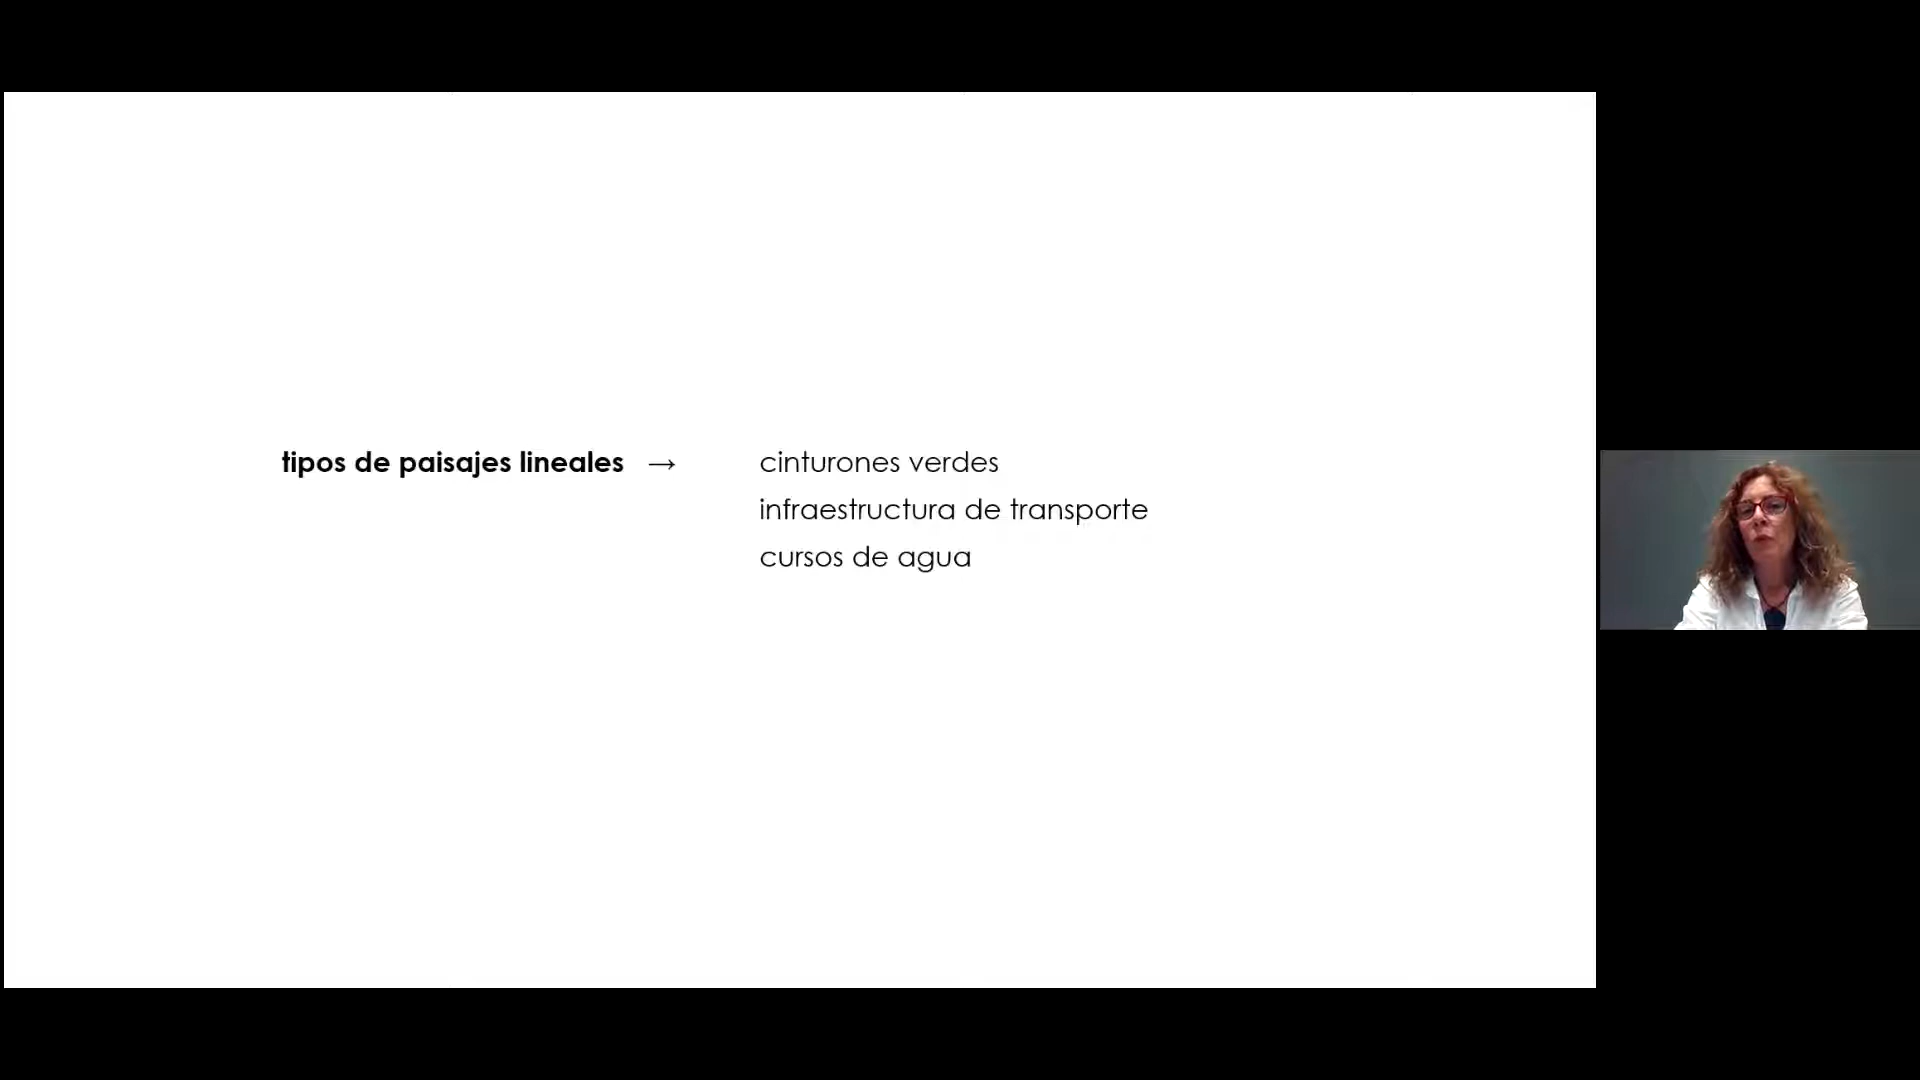 tipos de paisajes lineales → cinturones verdes
infraestructura de transporte
cursos de agua